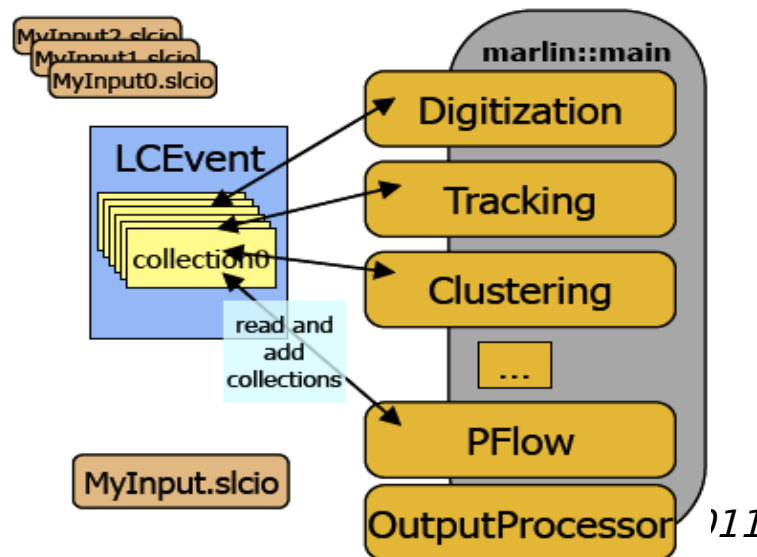 MyInput2.slcio
MyInput1.slcio
MyInput0.slcio
marlin::main
Digitization
LCEvent
Tracking
collection0
Clustering
read and
add
collections
...
PFlow
MyInput.slcio
OutputProcessor
011